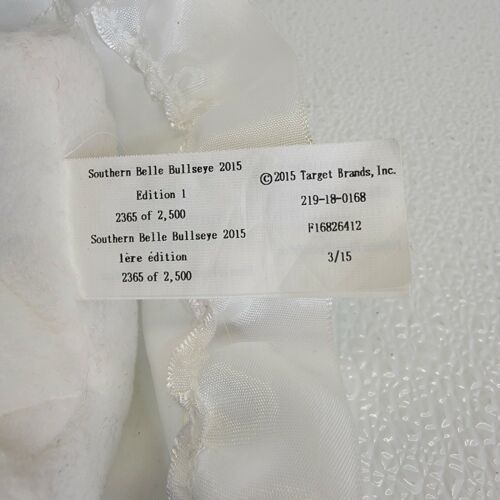 Southern Belle Bullseye 2015
Edition 1
2365 of 2,500
Southern Belle Bullseye 2015
1ère édition
2365 of 2,500
©2015 Target Brands, Inc.
219-18-0168
F16826412
3/15